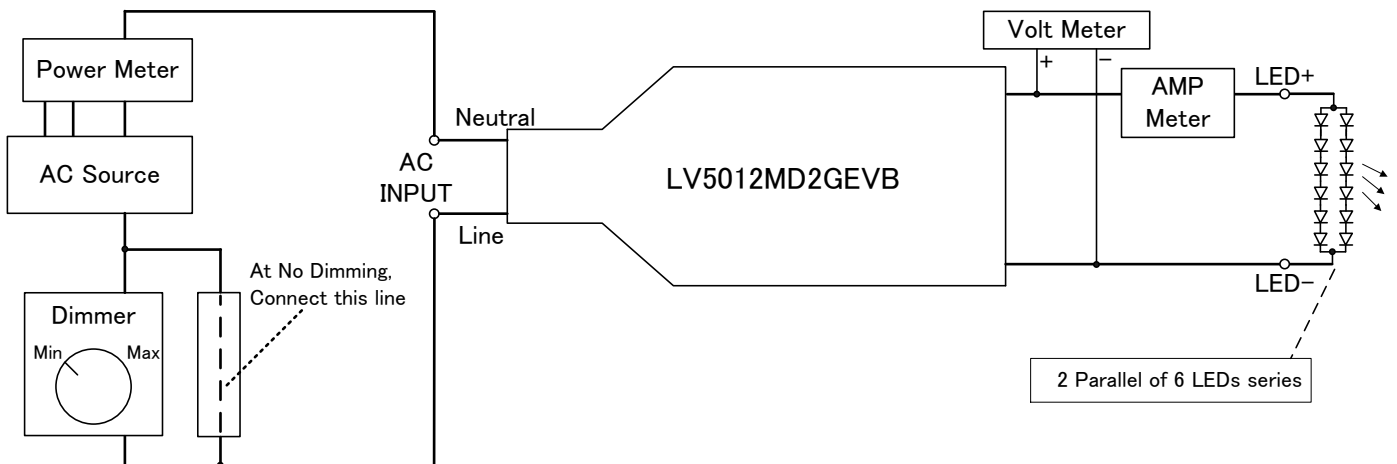 Power Meter
AC Source
Dimmer
Min
Max
At No Dimming,
Connect this line
Neutral
AC
INPUT
Line
LV5012MD2GEVB
Volt Meter
+
−
AMP
Meter
LED+
LED−
2 Parallel of 6 LEDs series